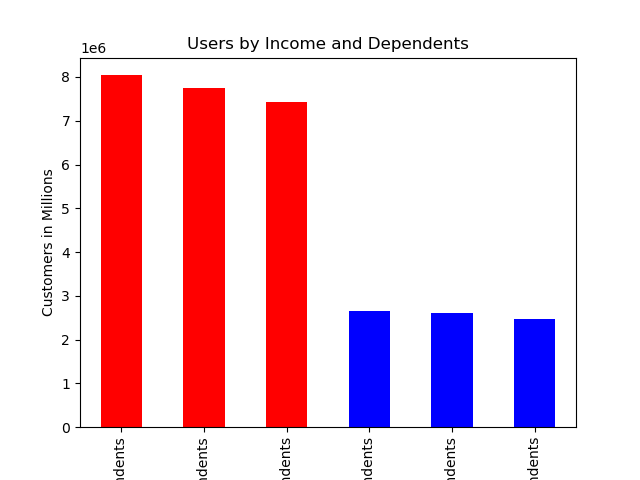 Users by Income and Dependents
1e6
Customers in Millions
8
7
6
5
4
3
2
1
0
ndents
ndents
ndents
ndents
ndents
ndents